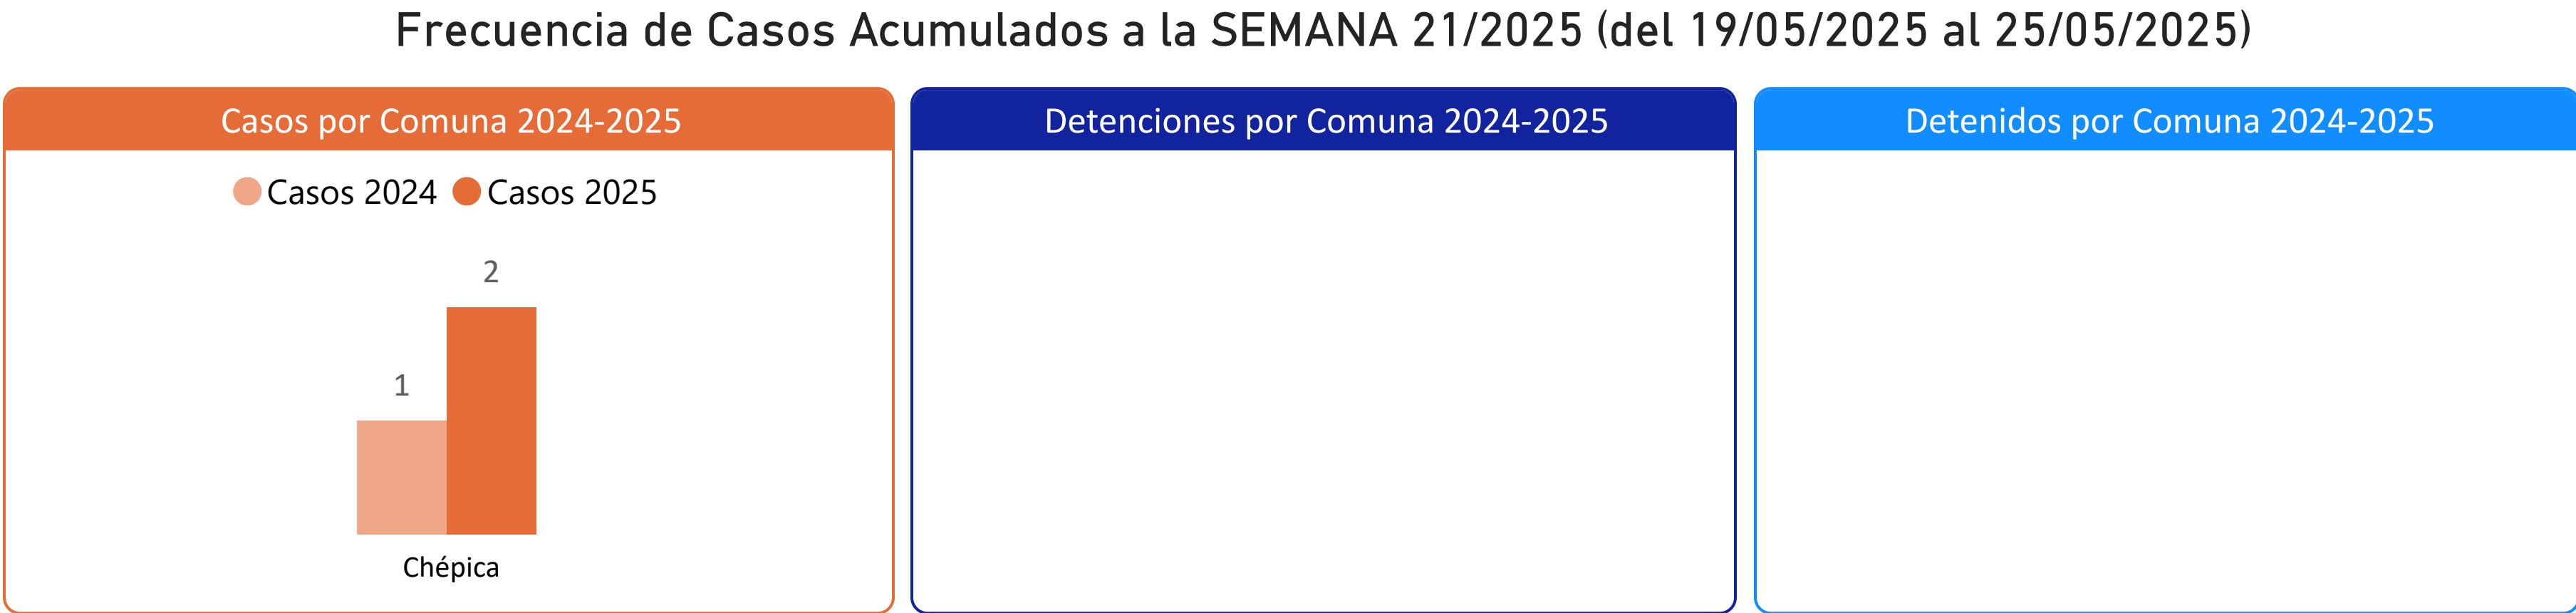 Frecuencia de Casos Acumulados a la SEMANA 21/2025 (del 19/05/2025 al 25/05/2025)
Casos por Comuna 2024-2025
Casos 2024 Casos 2025
2
1
Chépica
Detenciones por Comuna 2024-2025
Detenidos por Comuna 2024-2025